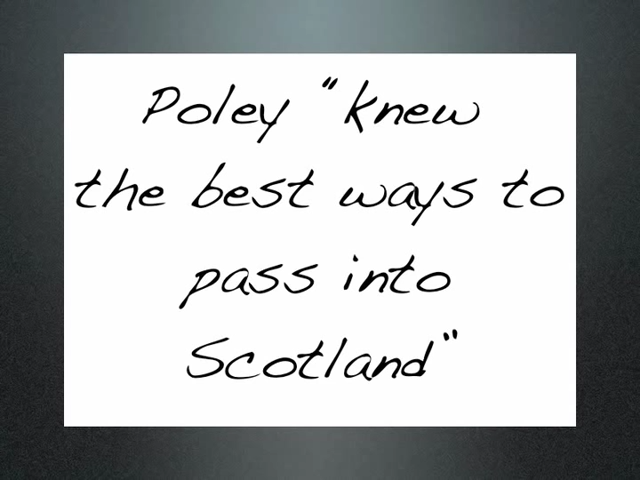 Poley "knew
the best ways to
pass into
Scotland"